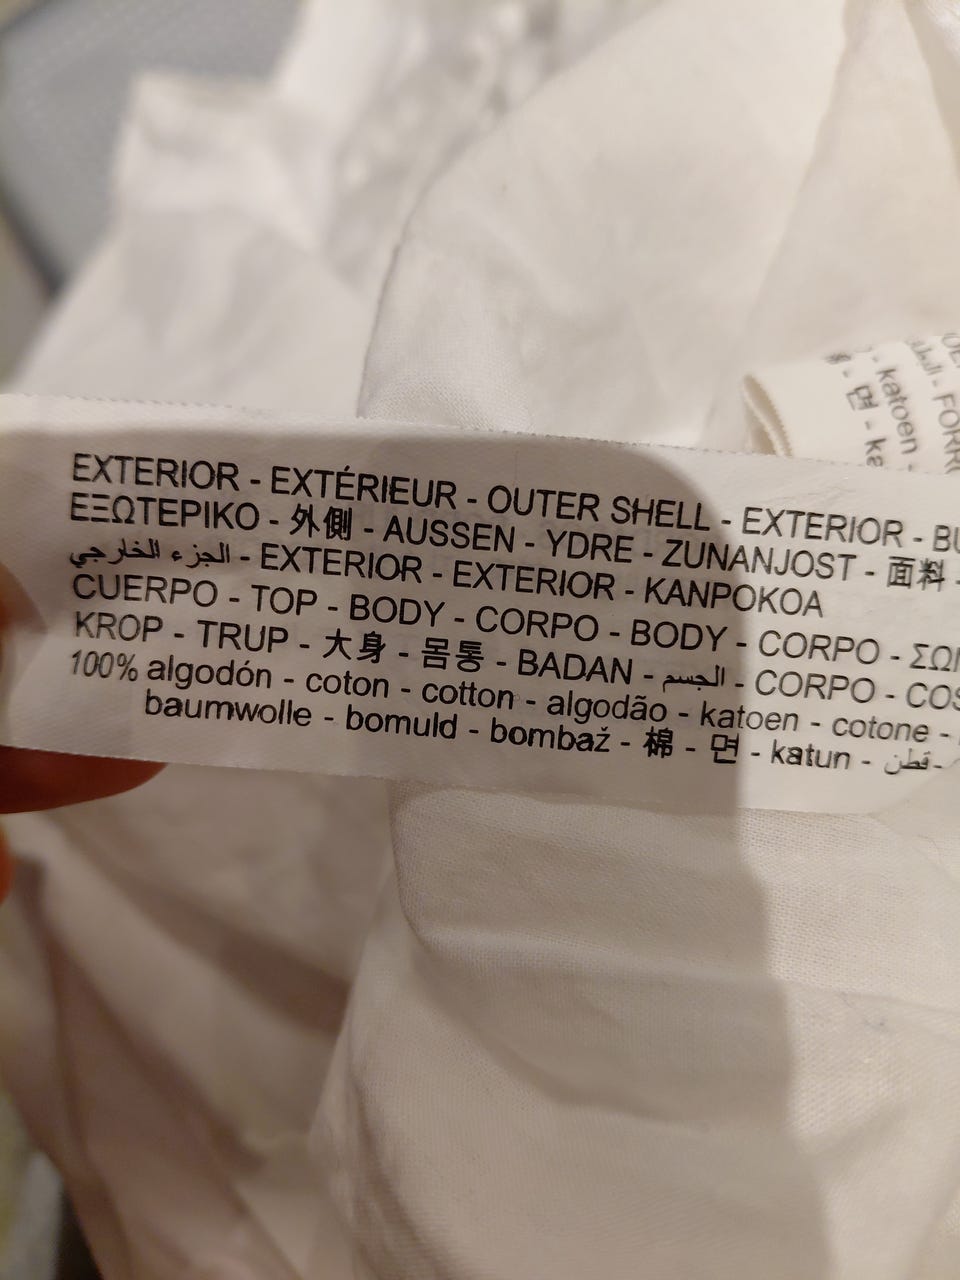 EXTERIOR - EXTÉRIEUR - OUTER SHELL - EXTERIOR -
ΕΞΩΤΕΡΙΚΟ - 外側 - AUSSEN - YDRE - ZUNANJOST - 面料 -
الجزء الخارجي - EXTERIOR - EXTERIOR - KANPOKOA
CUERPO - TOP - BODY - CORPO - BODY - CORPO -
KROP - TRUP - 大身 - 몸통 - BADAN - الجسم - CORPO -
100% algodón - coton - cotton - algodão - katoen - cotone -
baumwolle - bomuld - bombaž - 棉 - 면 - katun - قطن -
- katoen -
- 면 -